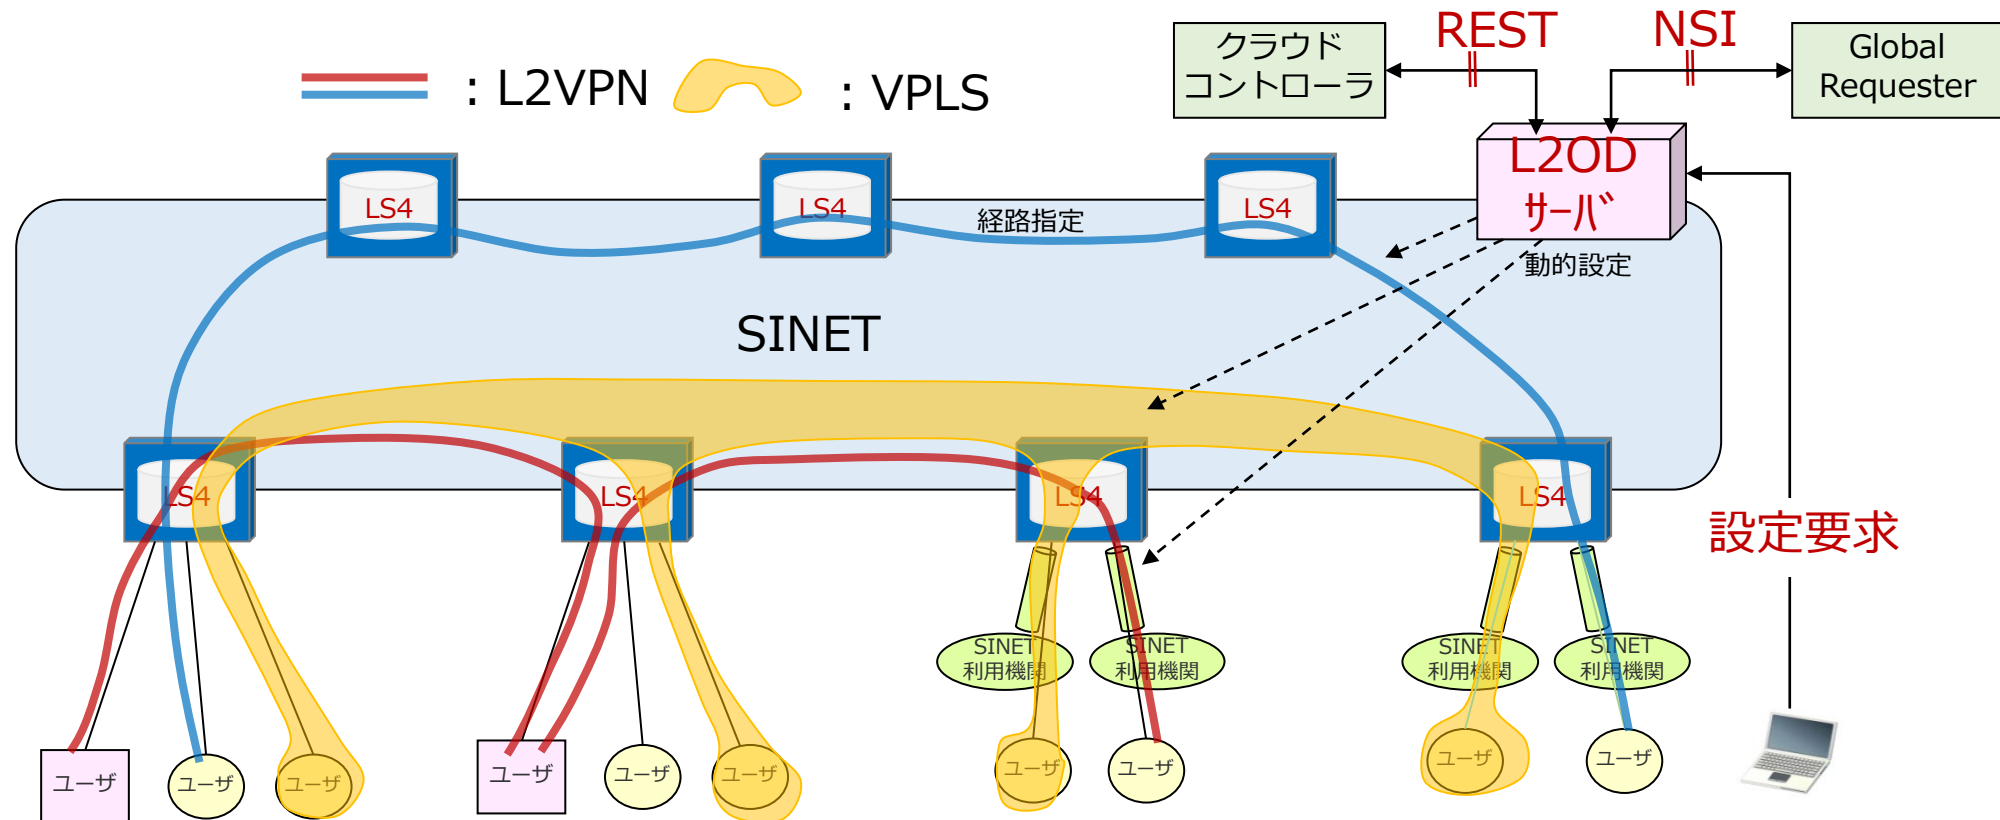 クラウド
コントローラ
REST
NSI
Global
Requester
: L2VPN
: VPLS
L2OD
ｻｰﾊﾞ
LS4
LS4
LS4
経路指定
動的設定
SINET
LS4
LS4
LS4
LS4
設定要求
SINET
利用機関
SINET
利用機関
SINET
利用機関
SINET
利用機関
ユーザ
ユーザ
ユーザ
ユーザ
ユーザ
ユーザ
ユーザ
ユーザ
ユーザ
ユーザ